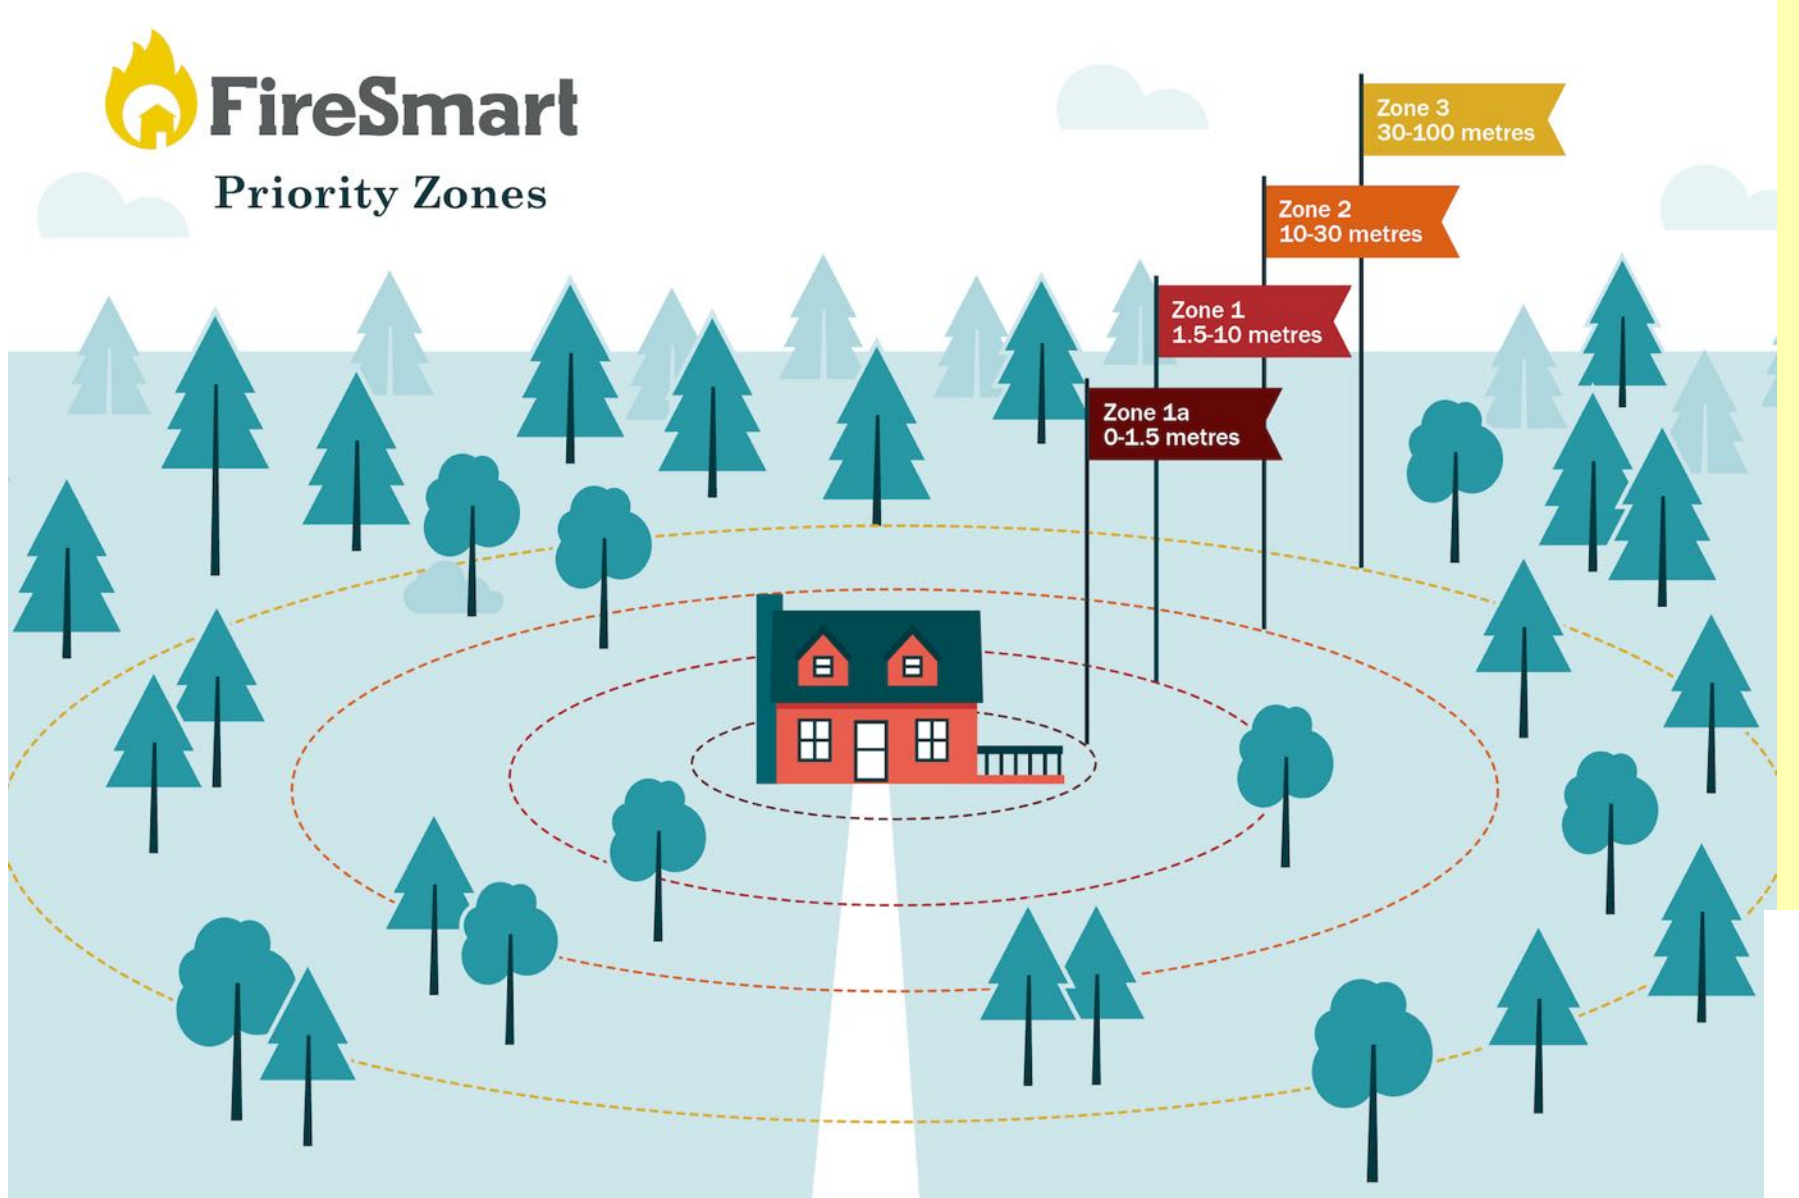 FireSmart
Priority Zones
Zone 3
30-100 metres
Zone 2
10-30 metres
Zone 1
1.5-10 metres
Zone 1a
0-1.5 metres